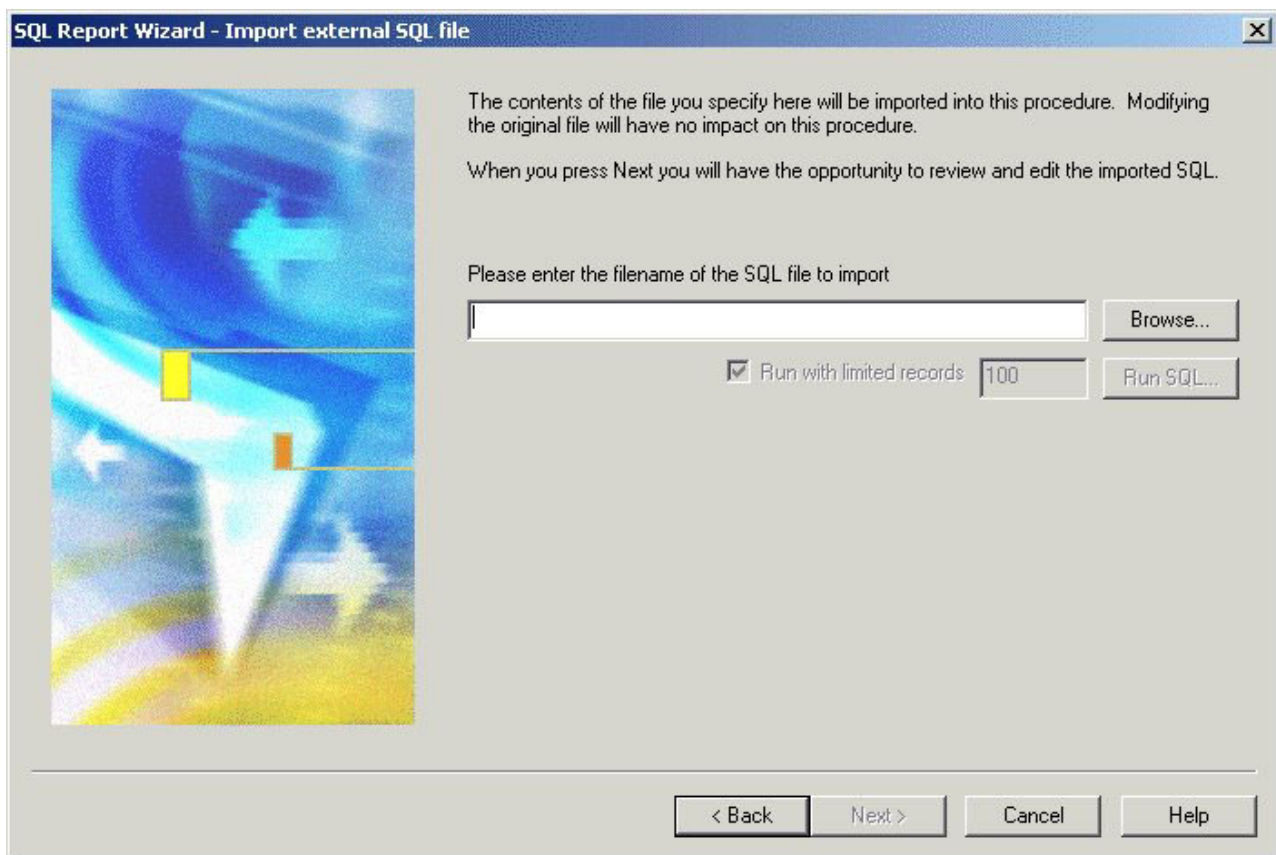 SQL Report Wizard - Import external SQL file
The contents of the file you specify here will be imported into this procedure. Modifying
the original file will have no impact on this procedure.
When you press Next you will have the opportunity to review and edit the imported SQL.
Please enter the filename of the SQL file to import
Browse...
Run with limited records 100 Run SQL...
< Back Next > Cancel Help